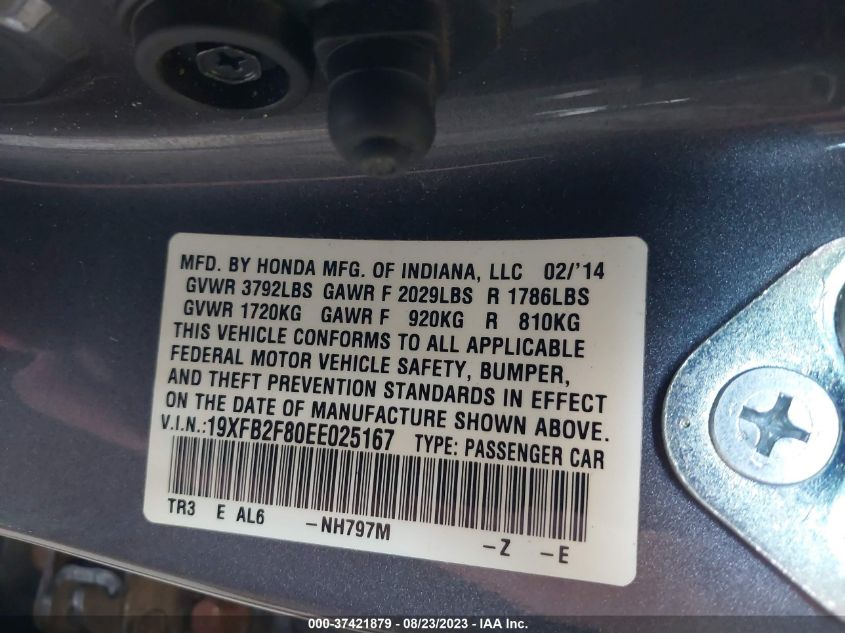 MFD. BY HONDA MFG. OF INDIANA, LLC 02/'14
GVWR 3792LBS GAWR F 2029LBS R 1786LBS
GVWR 1720KG GAWR F 920KG R 810KG
THIS VEHICLE CONFORMS TO ALL APPLICABLE
FEDERAL MOTOR VEHICLE SAFETY, BUMPER,
AND THEFT PREVENTION STANDARDS IN EFFECT
ON THE DATE OF MANUFACTURE SHOWN ABOVE.
V.I.N.:19XFB2F80EE025167 TYPE: PASSENGER CAR
TR3 E AL6 -NH797M -Z -E
000-37421879 - 08/23/2023 - IAA Inc.